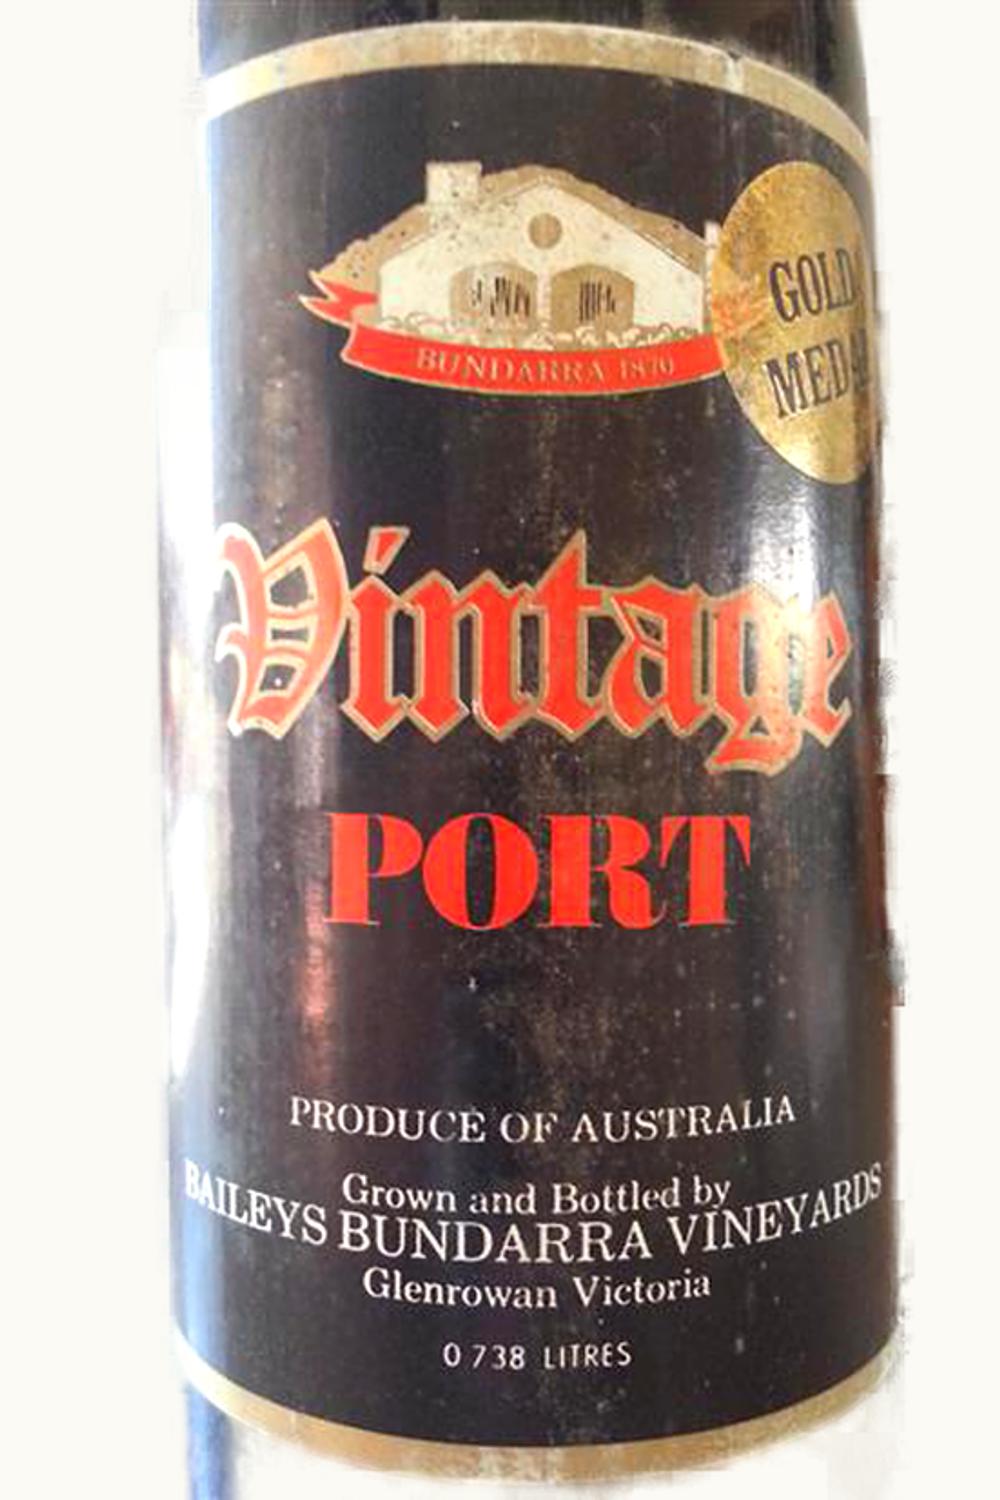 BUNDARRA 1870
GOLD
MEDAL
Vintage
PORT
PRODUCE OF AUSTRALIA
Grown and Bottled by
BAILEYS BUNDARRA VINEYARDS
Glenrowan Victoria
0 738 LITRES